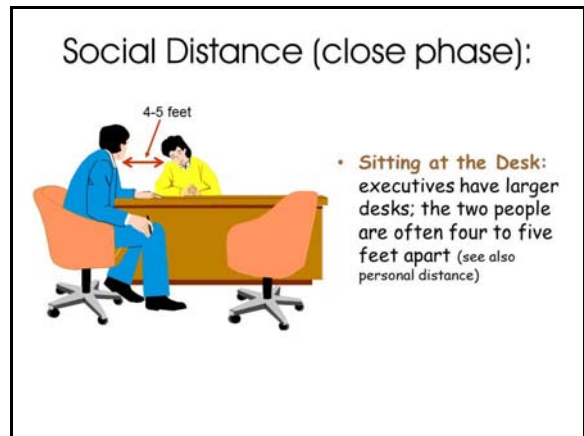 Social Distance (close phase):
4-5 feet
• Sitting at the Desk:
executives have larger
desks; the two people
are often four to five
feet apart (see also
personal distance)